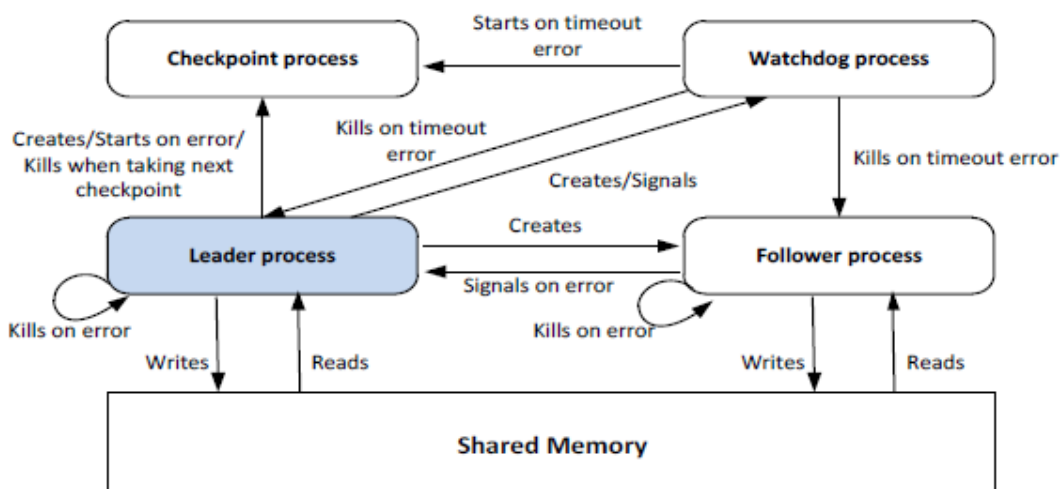 Starts on timeout
error
Checkpoint process
Watchdog process
Creates/Starts on error/
Kills when taking next
checkpoint
Kills on timeout
error
Kills on timeout error
Creates/Signals
Leader process
Creates
Follower process
Signals on error
Kills on error
Kills on error
Writes
Reads
Writes
Reads
Shared Memory